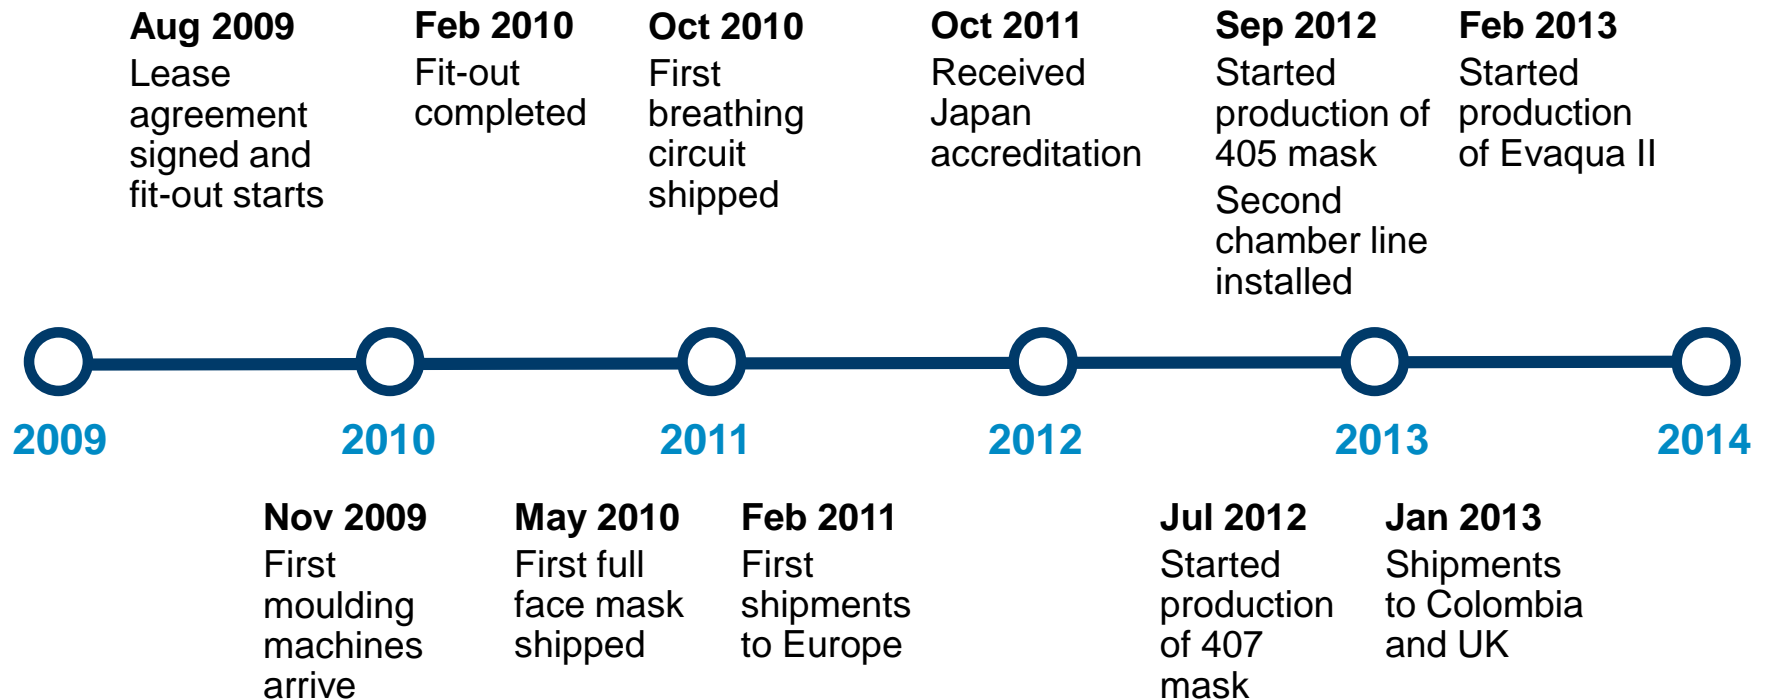 Aug 2009
Lease
agreement
signed and
fit-out starts
Feb 2010
Fit-out
completed
Oct 2010
First
breathing
circuit
shipped
Oct 2011
Received
Japan
accreditation
Sep 2012
Started
production of
405 mask
Second
chamber line
installed
Feb 2013
Started
production
of Evaqua II
2009
2010
2011
2012
2013
2014
Nov 2009
First
moulding
machines
arrive
May 2010
First full
face mask
shipped
Feb 2011
First
shipments
to Europe
Jul 2012
Started
production
of 407
mask
Jan 2013
Shipments
to Colombia
and UK